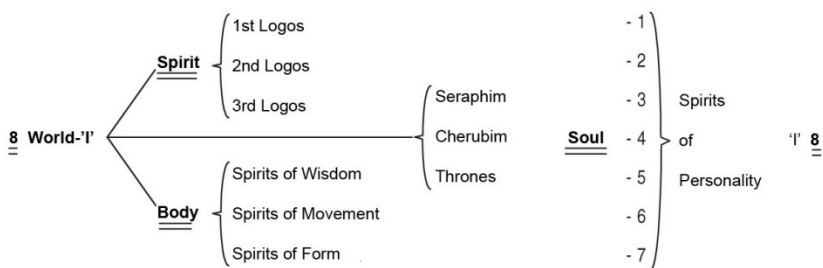 1st Logos - 1
Spirit 2nd Logos - 2
3rd Logos Seraphim - 3 Spirits
8 World-'I' Cherubim Soul - 4 of 'I' 8
Spirits of Wisdom Thrones - 5 Personality
Body Spirits of Movement - 6
Spirits of Form - 7